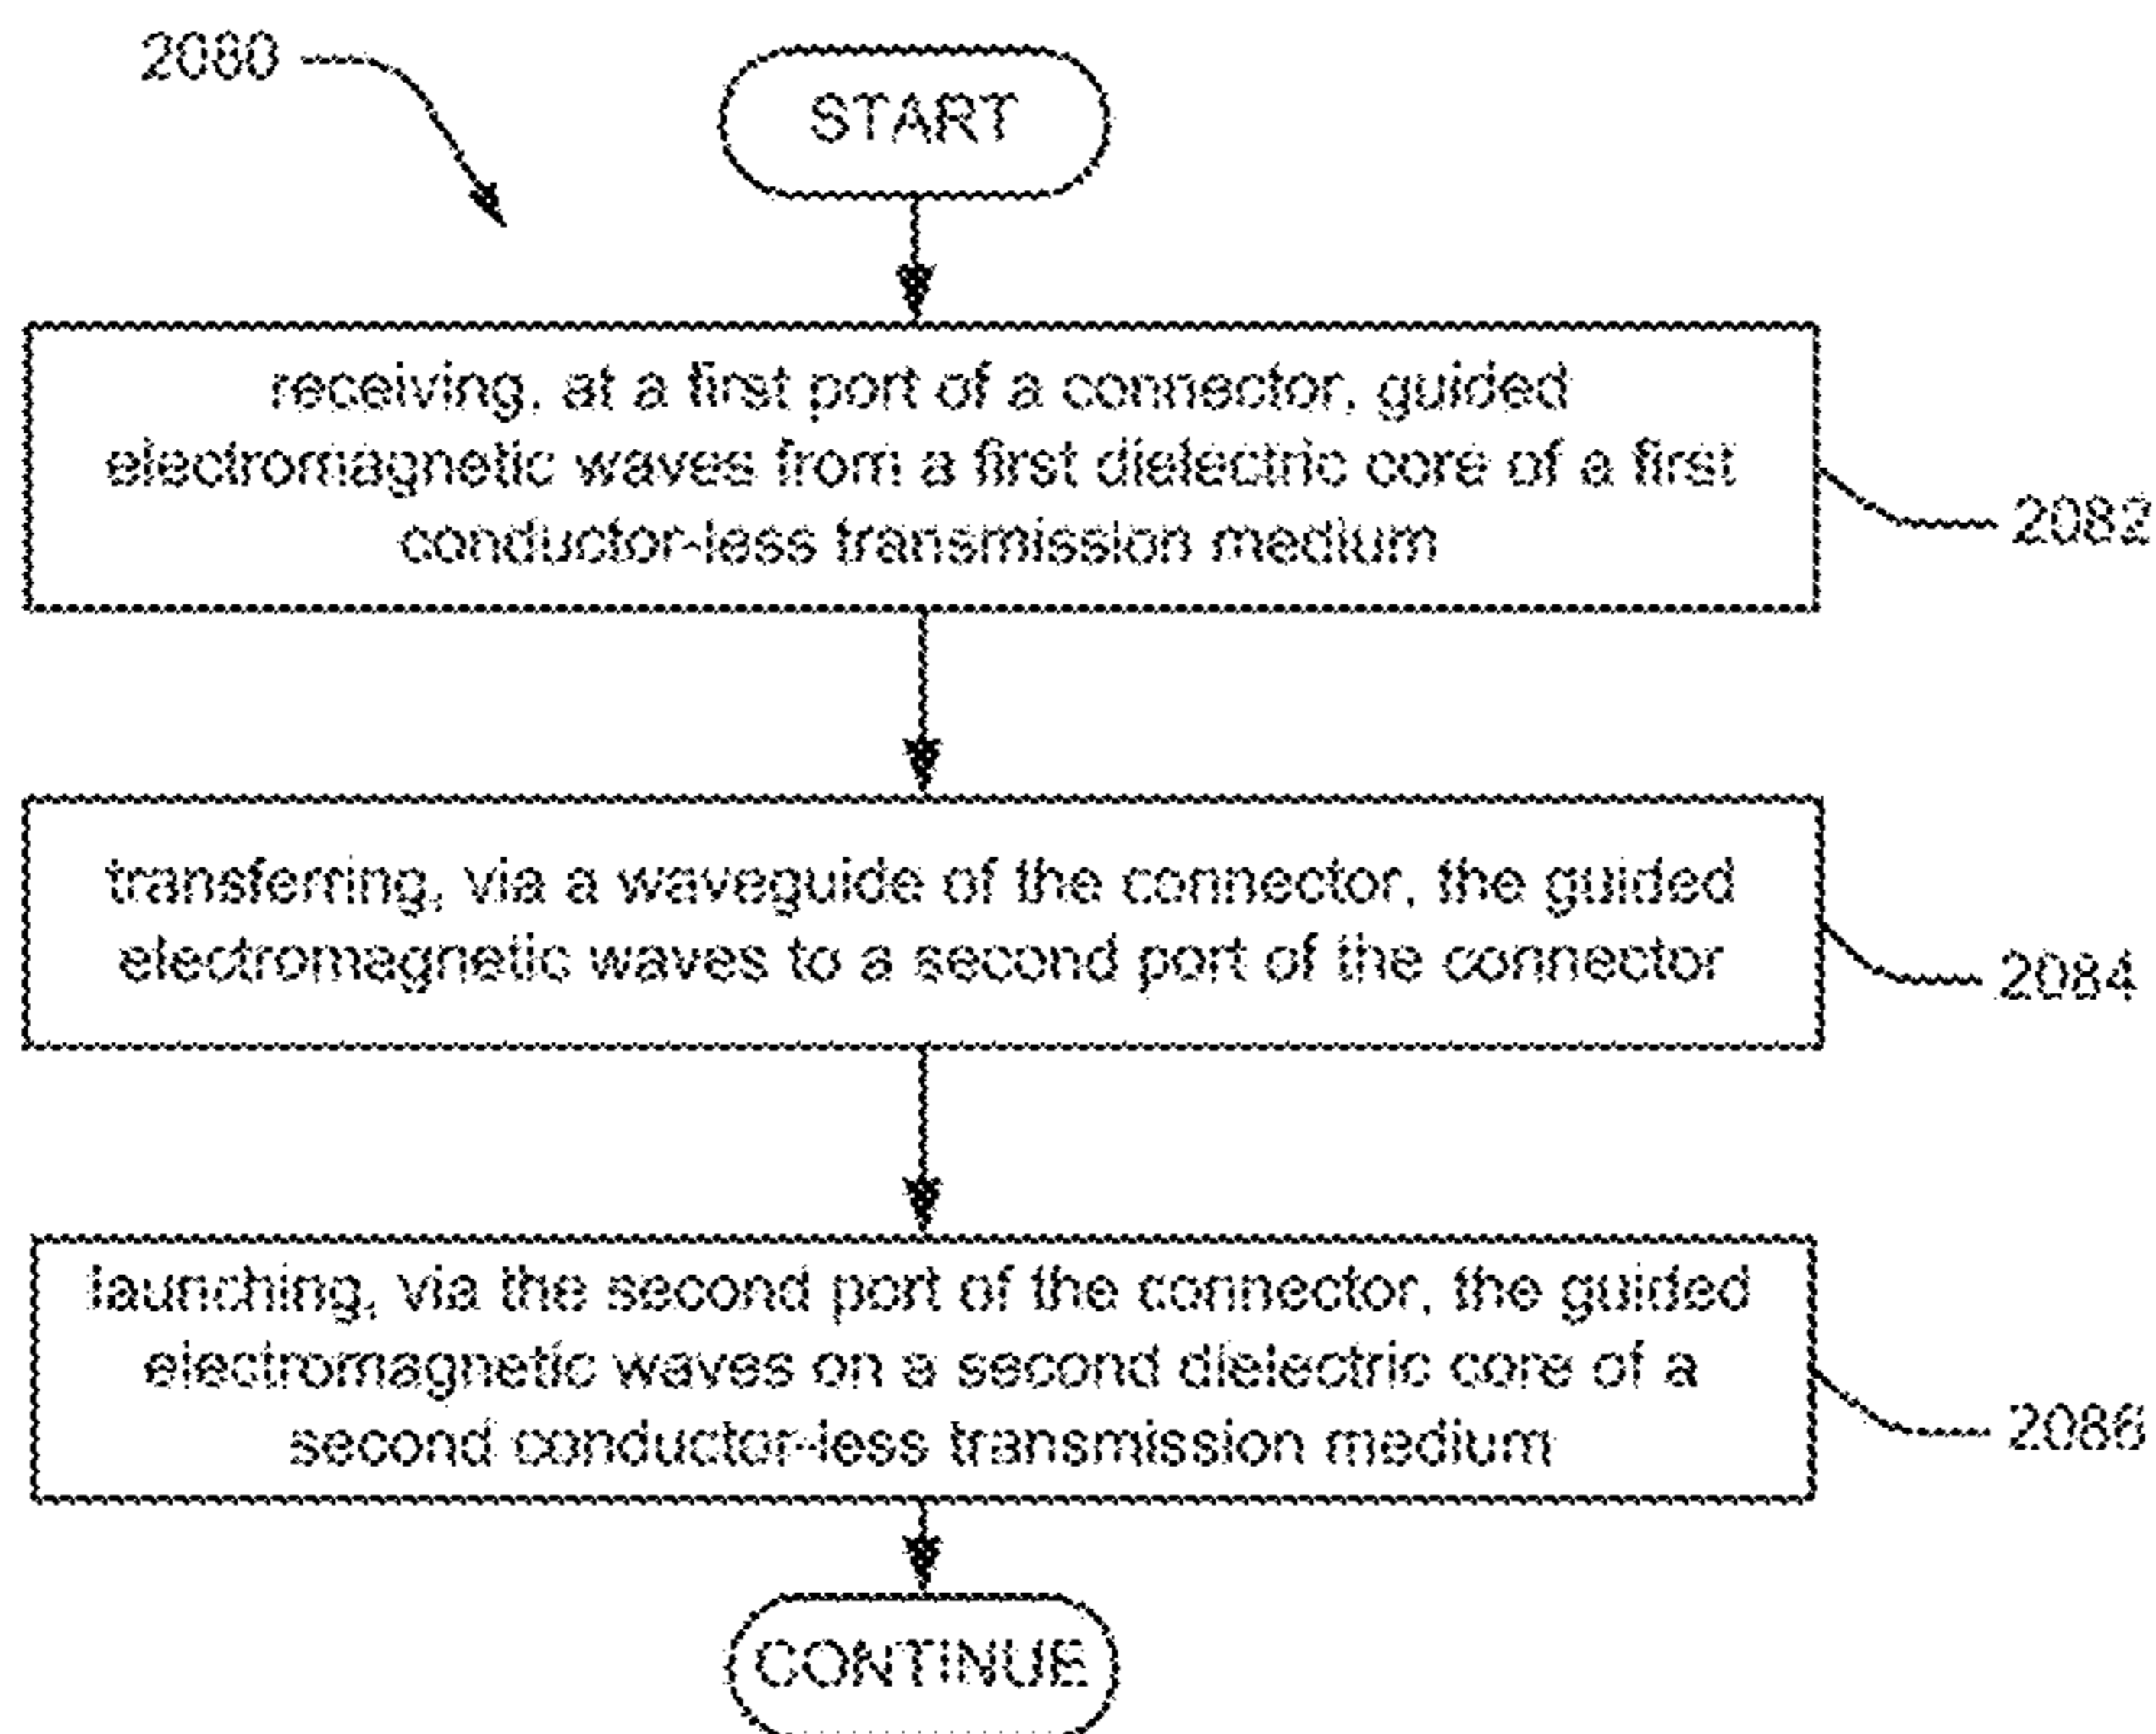 2080
START
receiving, at a first port of a connector, guided
electromagnetic waves from a first dielectric core of a first
conductor-less transmission medium
2082
transferring, via a waveguide of the connector, the guided
electromagnetic waves to a second port of the connector
2084
launching, via the second port of the connector, the guided
electromagnetic waves on a second dielectric core of a
second conductor-less transmission medium
2086
CONTINUE